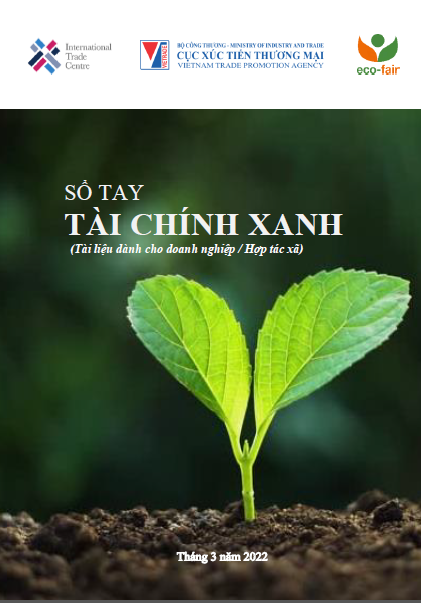 International
Trade
Centre
VIETRADE
BỘ CÔNG THƯƠNG - MINISTRY OF INDUSTRY AND TRADE
CỤC XÚC TIẾN THƯƠNG MẠI
VIETNAM TRADE PROMOTION AGENCY
eco-fair
SỔ TAY
TÀI CHÍNH XANH
(Tài liệu dành cho doanh nghiệp / Hợp tác xã)
Tháng 3 năm 2022